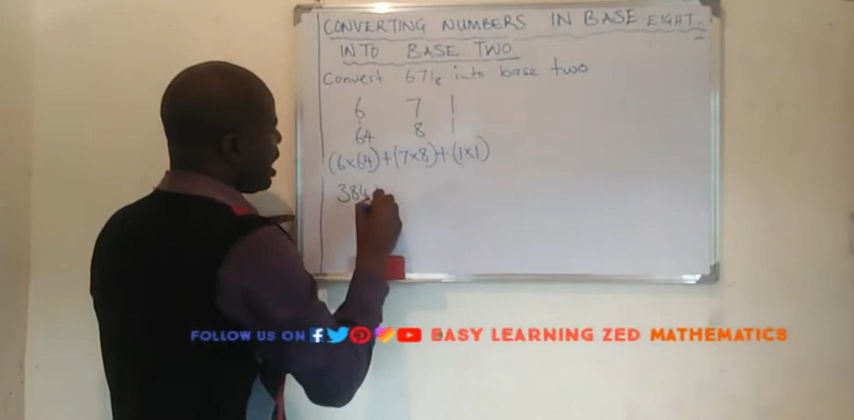 CONVERTING NUMBERS IN BASE EIGHT.
INTO BASE TWO
Convert 671₈ into base two
6 7 1
64 8 1
(6×64)+(7×8)+(1×1)
384+
FOLLOW US ON EASY LEARNING ZED MATHEMATICS